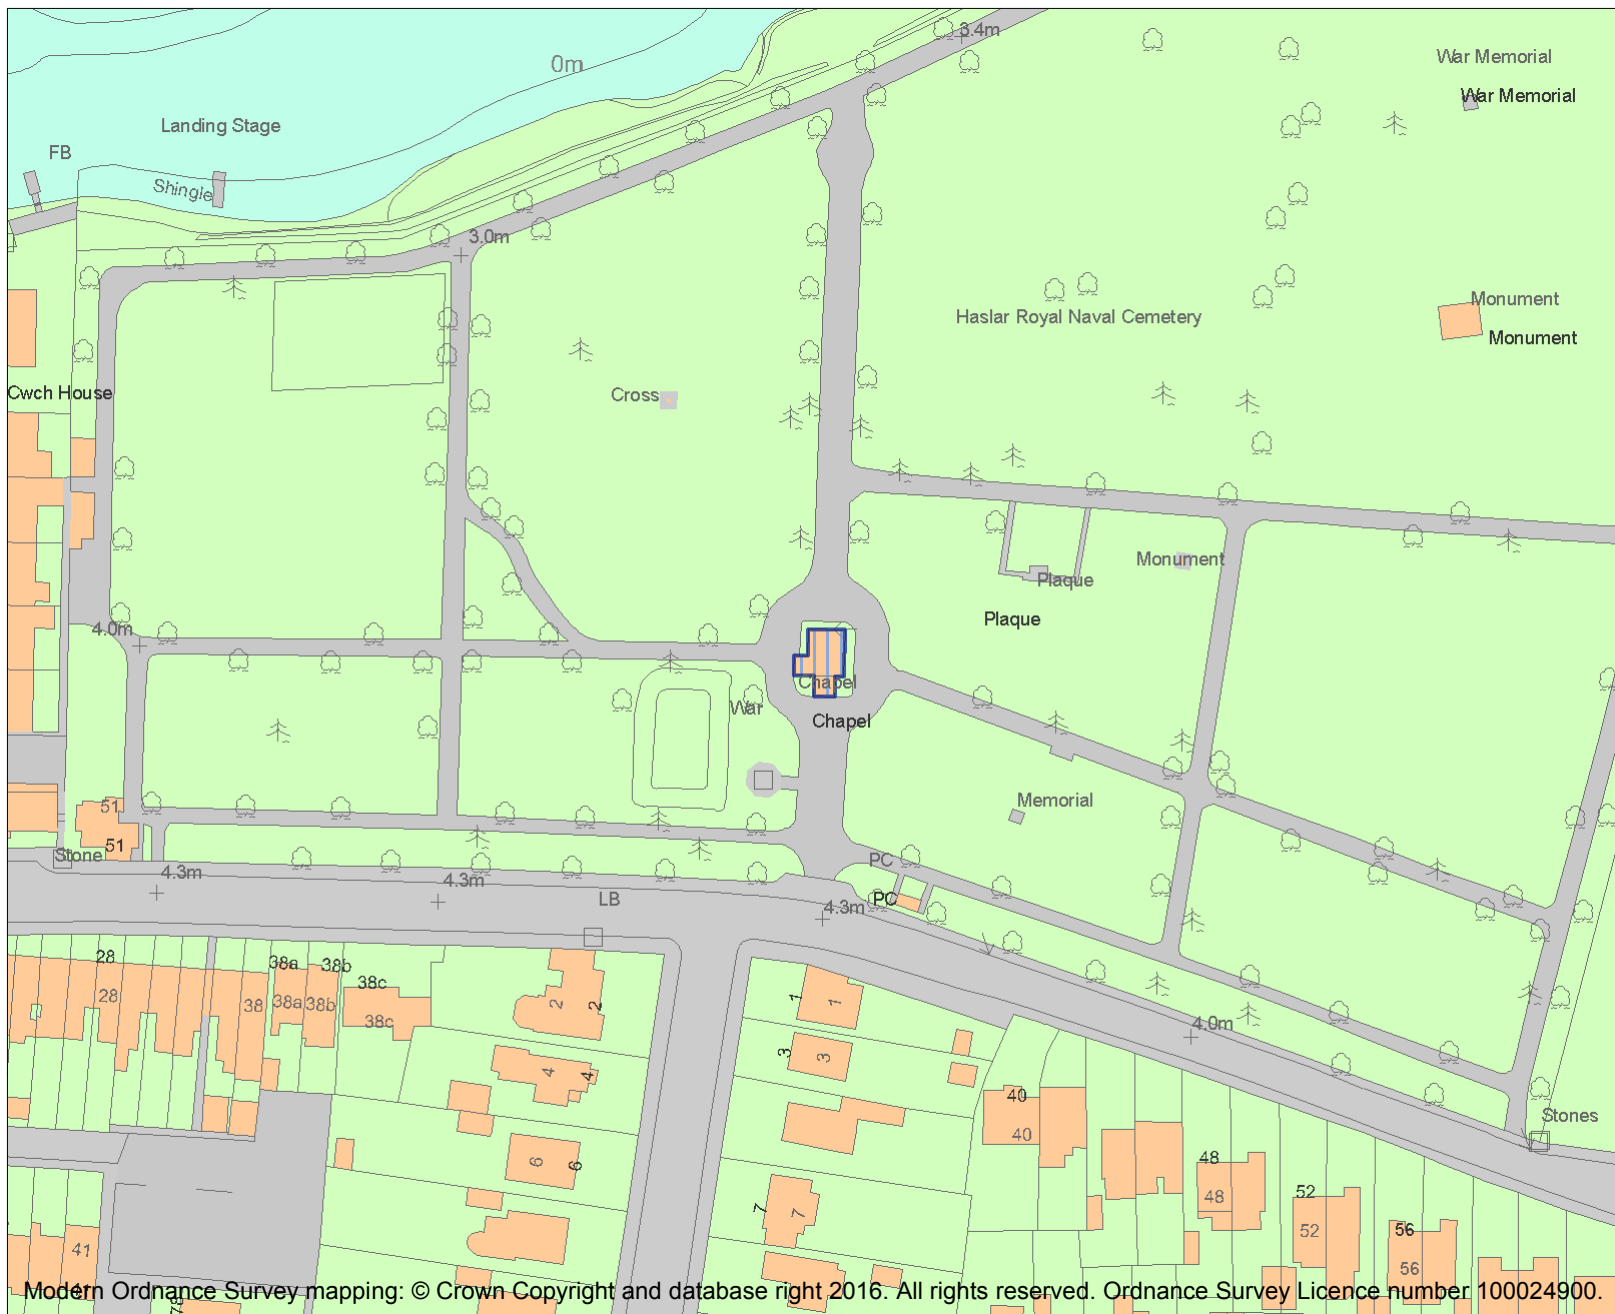 3.4m
0m
War Memorial
War Memorial
Landing Stage
FB
Shingle
3.0m
Monument
Haslar Royal Naval Cemetery
Monument
Cwch House
Cross
Monument
Plaque
Plaque
4.0m
Chapel
War
Chapel
Memorial
51
51
Stone
PC
4.3m
4.3m
LB
PC
4.3m
28
38a
38b
38c
28
38
38a
38b
38c
2
2
1
1
3
3
4
4
4.0m
40
40
Stones
6
6
48
48
52
52
7
7
56
56
41
41
78
Modern Ordnance Survey mapping: © Crown Copyright and database right 2016. All rights reserved. Ordnance Survey Licence number 100024900.